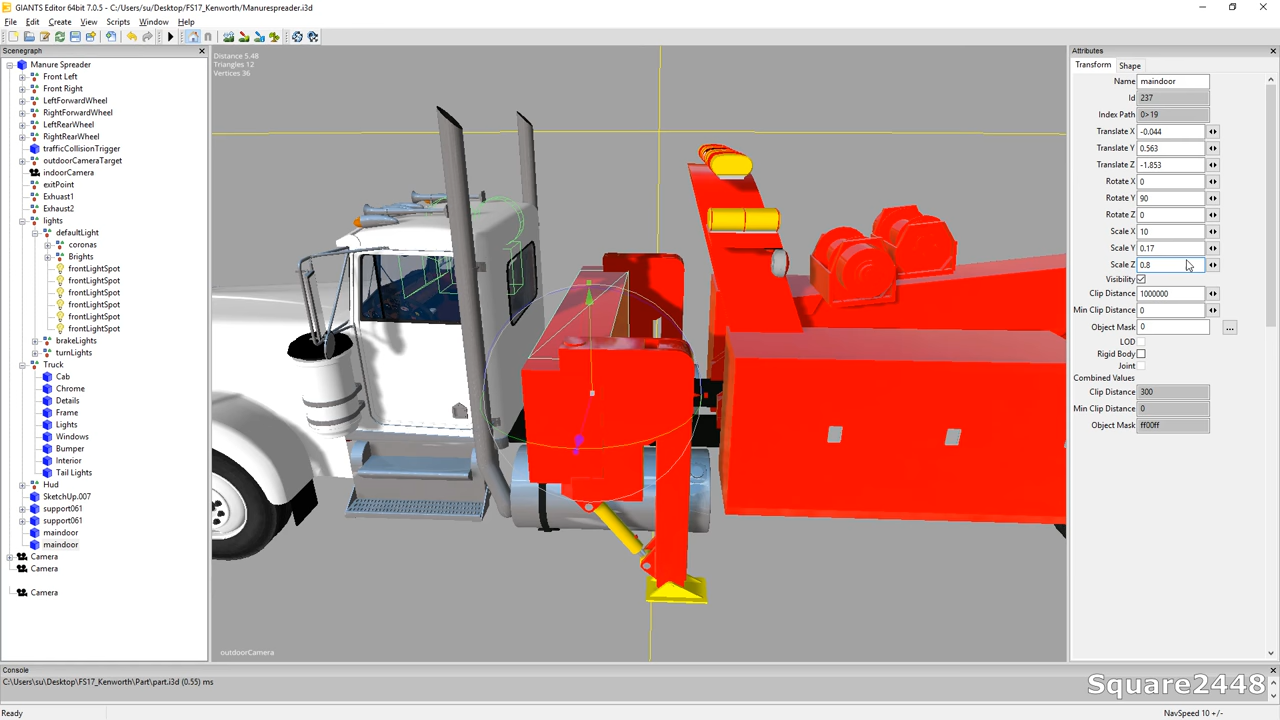 GIANTS Editor 64bit 7.0.5 - C:/Users/su/Desktop/FS17_Kenworth/Manurespreader.i3d
File Edit Create View Scripts Window Help
Scenegraph
Manure Spreader
Front Left
Front Right
LeftForwardWheel
RightForwardWheel
LeftRearWheel
RightRearWheel
trafficCollisionTrigger
outdoorCameraTarget
indoorCamera
exitPoint
Exhuast1
Exhaust2
lights
defaultLight
coronas
Brights
frontLightSpot
frontLightSpot
frontLightSpot
frontLightSpot
frontLightSpot
frontLightSpot
brakeLights
turnLights
Truck
Cab
Chrome
Details
Frame
Lights
Windows
Bumper
Interior
Tail Lights
Hud
SketchUp.007
support061
support061
maindoor
maindoor
Camera
Camera
Camera
Distance 5.48
Triangles 12
Vertices 36
outdoorCamera
Attributes
Transform Shape
Name maindoor
Id 237
Index Path 0>19
Translate X -0.044
Translate Y 0.563
Translate Z -1.853
Rotate X 0
Rotate Y 90
Rotate Z 0
Scale X 10
Scale Y 0.17
Scale Z 0.8
Visibility
Clip Distance 1000000
Min Clip Distance 0
Object Mask 0 ...
LOD
Rigid Body
Joint
Combined Values
Clip Distance 300
Min Clip Distance 0
Object Mask ff00ff
Console
C:\Users\su\Desktop\FS17_Kenworth\Part\part.i3d (0.55) ms
Square2448
Ready
NavSpeed 10 +/-